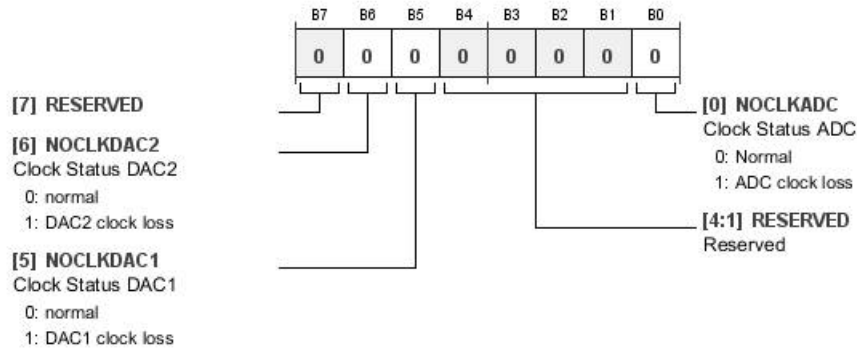 B7 B6 B5 B4 B3 B2 B1 B0
0 0 0 0 0 0 0 0
[7] RESERVED
[6] NOCLKDAC2
Clock Status DAC2
0: normal
1: DAC2 clock loss
[5] NOCLKDAC1
Clock Status DAC1
0: normal
1: DAC1 clock loss
[0] NOCLKADC
Clock Status ADC
0: Normal
1: ADC clock loss
[4:1] RESERVED
Reserved